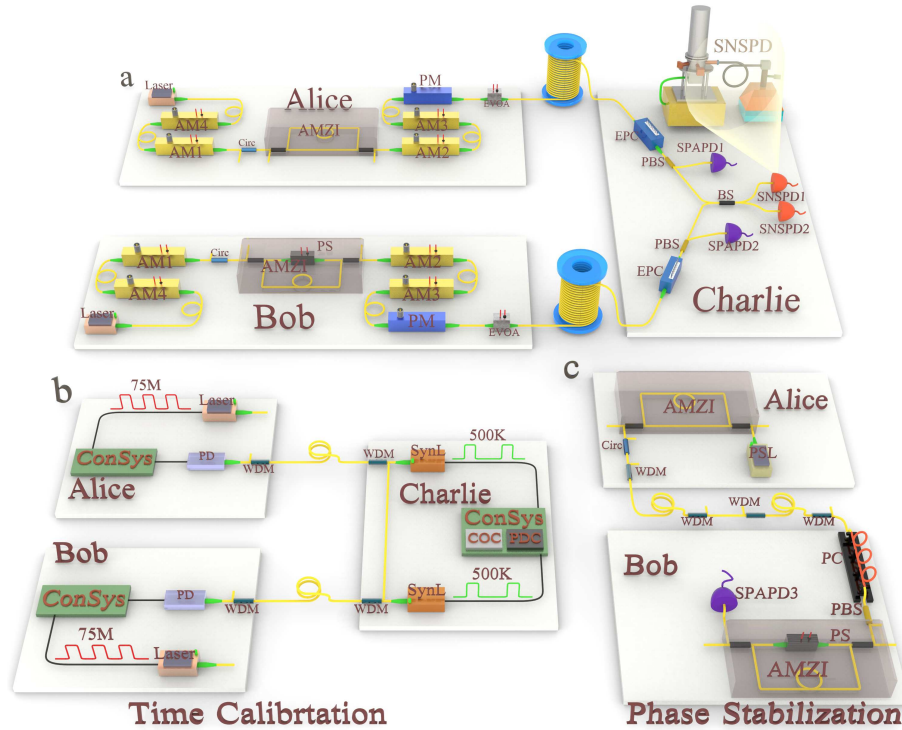 a
Laser
AM4
AM1
Circ
Alice
AMZI
PM
AM3
AM2
EVOA
SNSPD
EPC
PBS
SPAPD1
BS
SNSPD1
SNSPD2
PBS
SPAPD2
EPC
Charlie
AM1
AM4
Laser
Circ
PS
AMZI
Bob
AM2
AM3
PM
EVOA
b
75M
Laser
ConSys
PD
WDM
Alice
WDM
SynL
500K
Charlie
ConSys
COC
PDC
Bob
ConSys
PD
WDM
75M
Laser
WDM
SynL
500K
Time Calibrtation
c
AMZI
Alice
Circ
WDM
PSL
WDM
WDM
WDM
Bob
PC
SPAPD3
PBS
PS
AMZI
Phase Stabilization